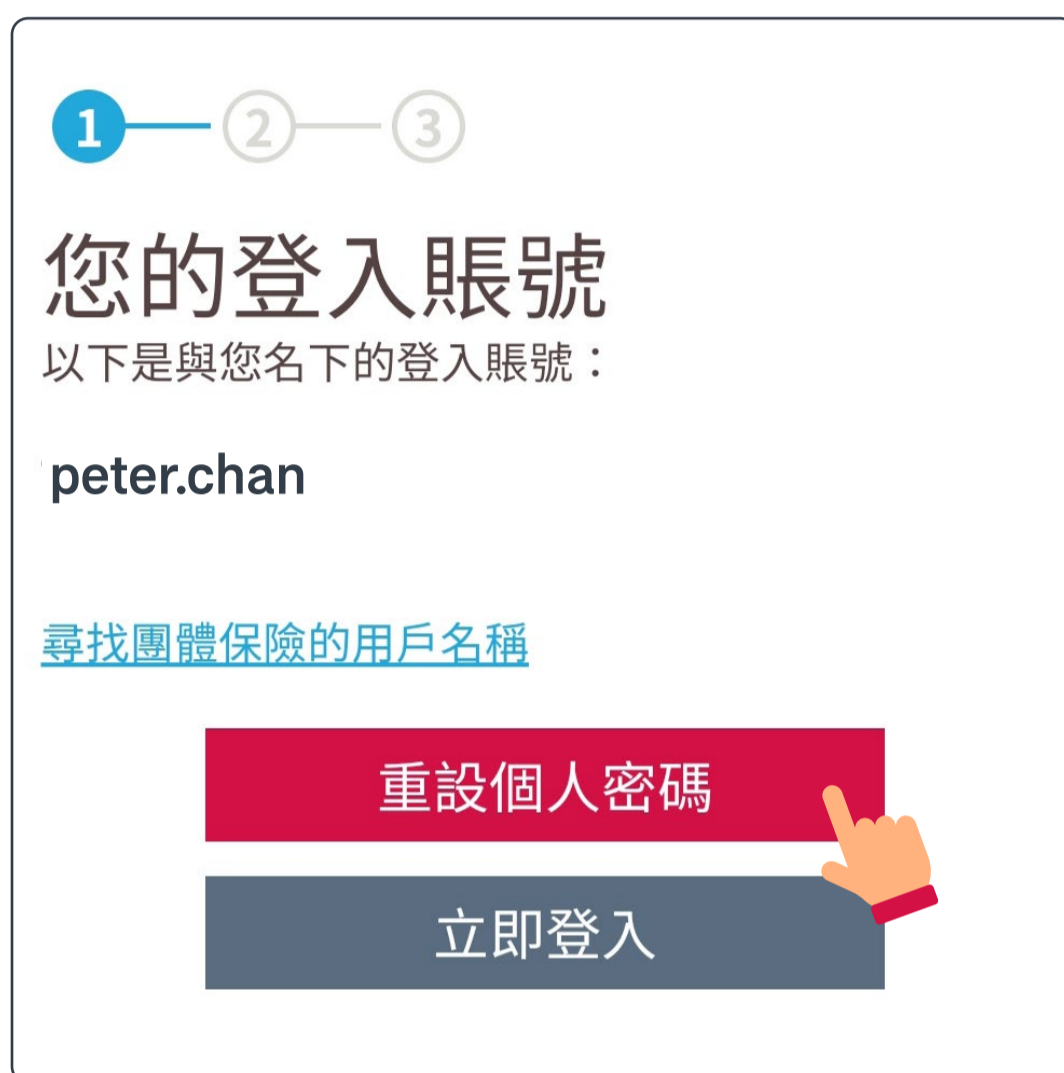 1 2 3
您的登入賬號
以下是與您名下的登入賬號：
peter.chan
尋找團體保險的用戶名稱
重設個人密碼
立即登入